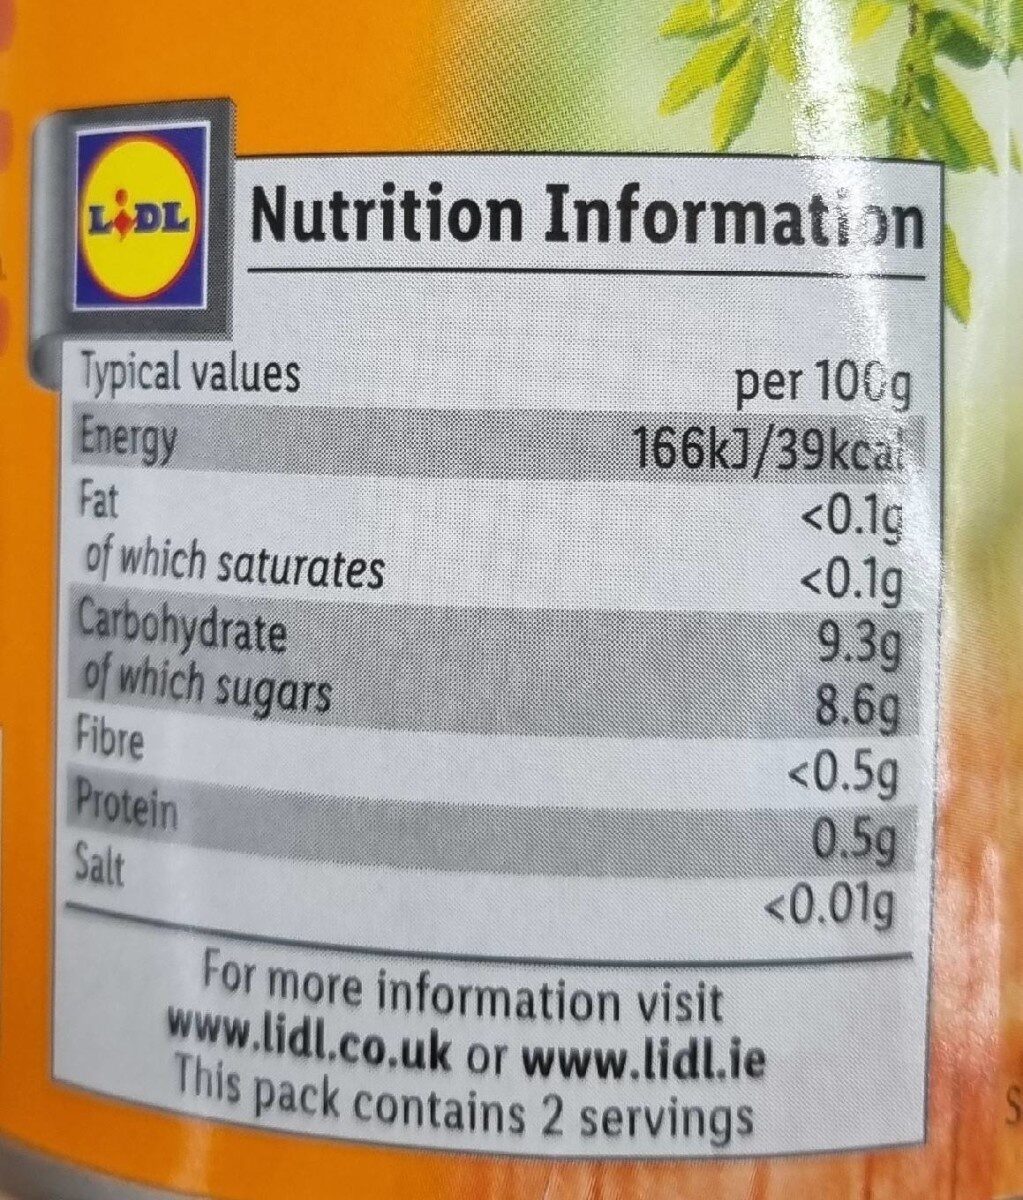 LIDL
Nutrition Information
Typical values per 100g
Energy 166kJ/39kcal
Fat <0.1g
of which saturates <0.1g
Carbohydrate 9.3g
of which sugars 8.6g
Fibre <0.5g
Protein 0.5g
Salt <0.01g
For more information visit
www.lidl.co.uk or www.lidl.ie
This pack contains 2 servings